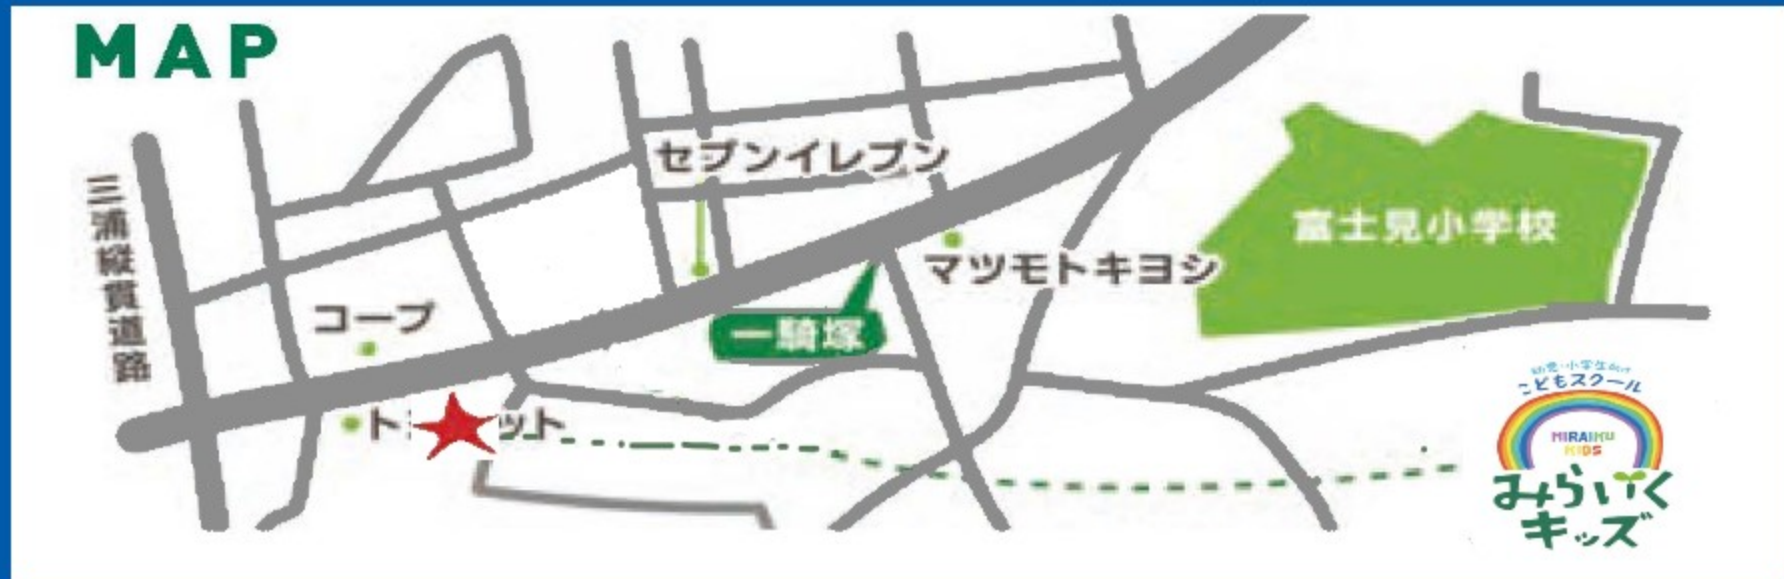 MAP
三浦縦貫道路
コープ
セブンイレブン
マツモトキヨシ
富士見小学校
一騎塚
ト
ット
幼児・小学生向け
こどもスクール
MIRAIKU
KIDS
みらいく
キッズ